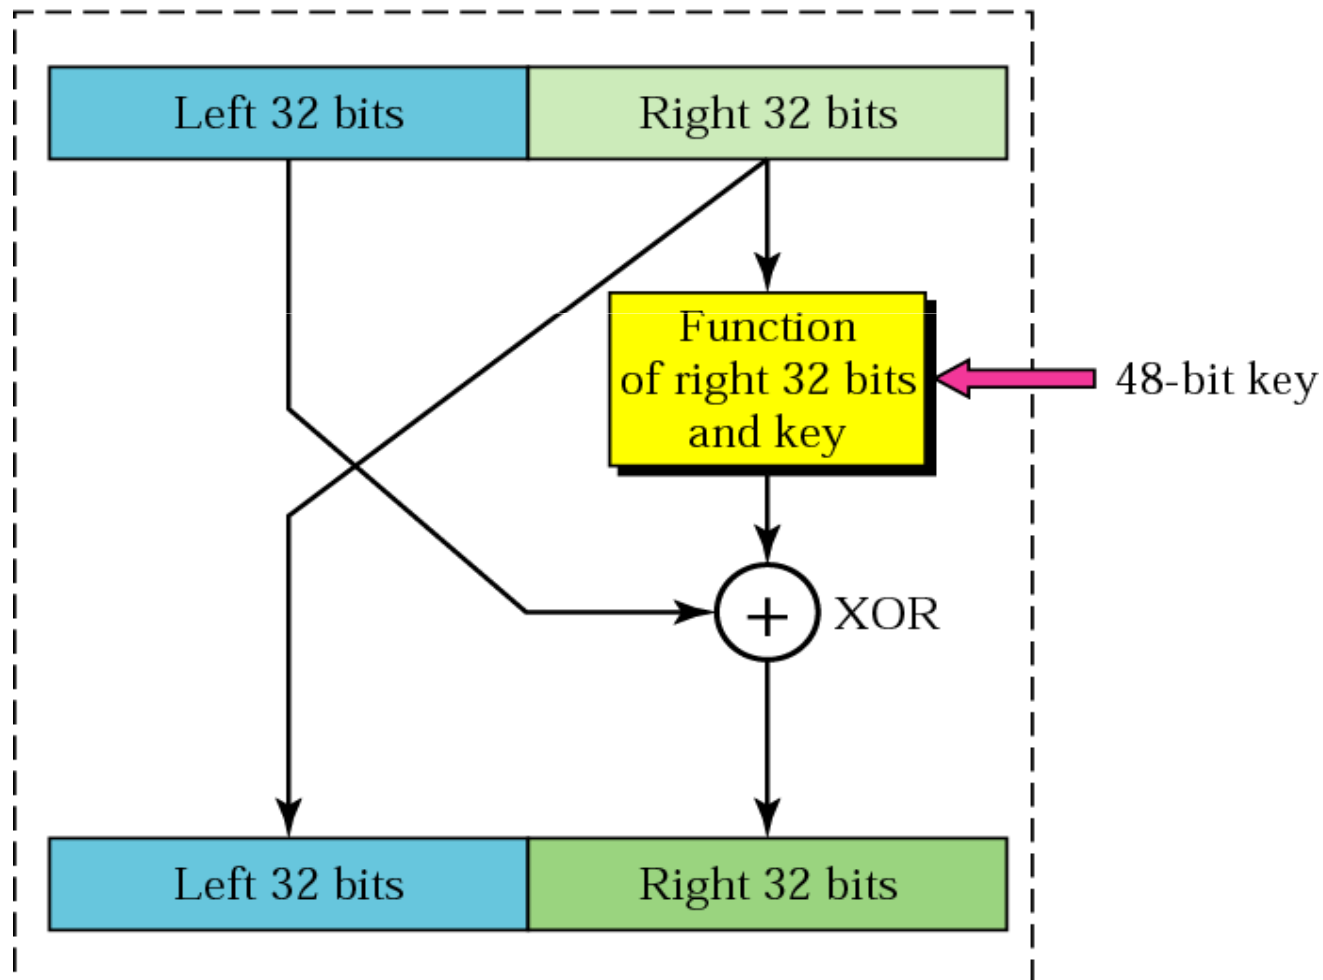 Left 32 bits
Right 32 bits
Function
of right 32 bits
and key
48-bit key
+
XOR
Left 32 bits
Right 32 bits